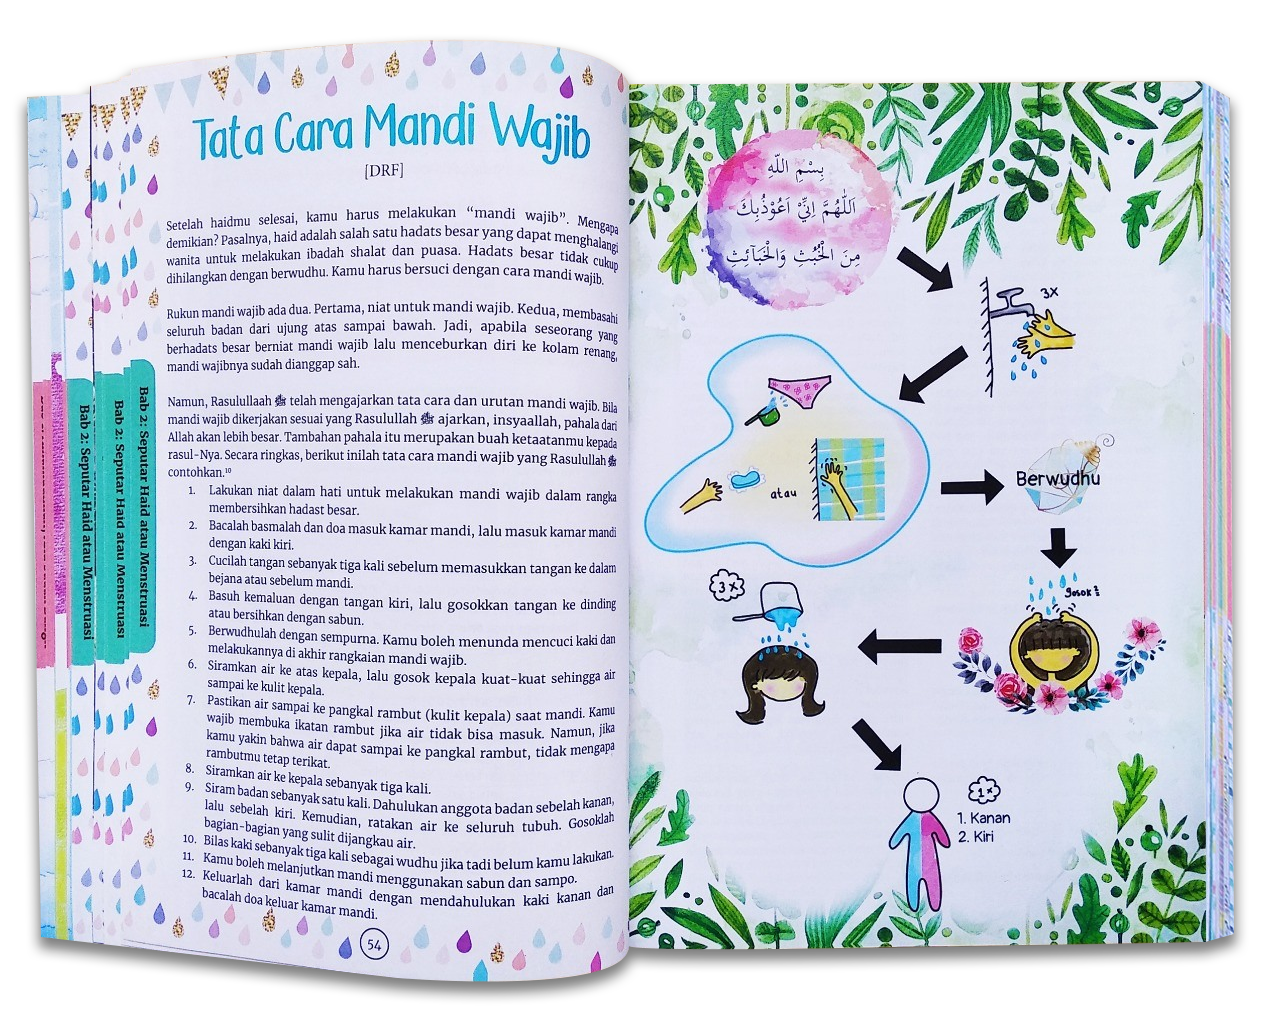 Tata Cara Mandi Wajib
[DRF]
Setelah haidmu selesai, kamu harus melakukan “mandi wajib”. Mengapa
demikian? Pasalnya, haid adalah salah satu hadats besar yang dapat menghalangi
wanita untuk melakukan ibadah shalat dan puasa. Hadats besar tidak cukup
dihilangkan dengan berwudhu. Kamu harus bersuci dengan cara mandi wajib.
Rukun mandi wajib ada dua. Pertama, niat untuk mandi wajib. Kedua, membasahi
seluruh badan dari ujung atas sampai bawah. Jadi, apabila seseorang yang
berhadats besar berniat mandi wajib lalu menceburkan diri ke kolam renang,
mandi wajibnya sudah dianggap sah.
Namun, Rasulullaah ﷺ telah mengajarkan tata cara dan urutan mandi wajib. Bila
mandi wajib dikerjakan sesuai yang Rasulullah ﷺ ajarkan, insyaallah, pahala dari
Allah akan lebih besar. Tambahan pahala itu merupakan buah ketaatanmu kepada
rasul-Nya. Secara ringkas, berikut inilah tata cara mandi wajib yang Rasulullah ﷺ
contohkan.¹⁰
1. Lakukan niat dalam hati untuk melakukan mandi wajib dalam rangka
membersihkan hadast besar.
2. Bacalah basmalah dan doa masuk kamar mandi, lalu masuk kamar mandi
dengan kaki kiri.
3. Cucilah tangan sebanyak tiga kali sebelum memasukkan tangan ke dalam
bejana atau sebelum mandi.
4. Basuh kemaluan dengan tangan kiri, lalu gosokkan tangan ke dinding
atau bersihkan dengan sabun.
5. Berwudhulah dengan sempurna. Kamu boleh menunda mencuci kaki dan
melakukannya di akhir rangkaian mandi wajib.
6. Siramkan air ke atas kepala, lalu gosok kepala kuat-kuat sehingga air
sampai ke kulit kepala.
7. Pastikan air sampai ke pangkal rambut (kulit kepala) saat mandi. Kamu
wajib membuka ikatan rambut jika air tidak bisa masuk. Namun, jika
kamu yakin bahwa air dapat sampai ke pangkal rambut, tidak mengapa
rambutmu tetap terikat.
8. Siramkan air ke kepala sebanyak tiga kali.
9. Siram badan sebanyak satu kali. Dahulukan anggota badan sebelah kanan,
lalu sebelah kiri. Kemudian, ratakan air ke seluruh tubuh. Gosoklah
bagian-bagian yang sulit dijangkau air.
10. Bilas kaki sebanyak tiga kali sebagai wudhu jika tadi belum kamu lakukan.
11. Kamu boleh melanjutkan mandi menggunakan sabun dan sampo.
12. Keluarlah dari kamar mandi dengan mendahulukan kaki kanan dan
bacalah doa keluar kamar mandi.
54
Bab 2: Seputar Haid atau Menstruasi
Bab 2: Seputar Haid atau Menstruasi
Bab 2: Seputar Haid atau Menstruasi
بِسْمِ اللّٰهِ
اَللّٰهُمَّ اِنِّيْ اَعُوْذُبِكَ
مِنَ الْخُبُثِ وَالْخَبَآئِثِ
3x
atau
Berwudhu
gosok²
3x
1x
1. Kanan
2. Kiri